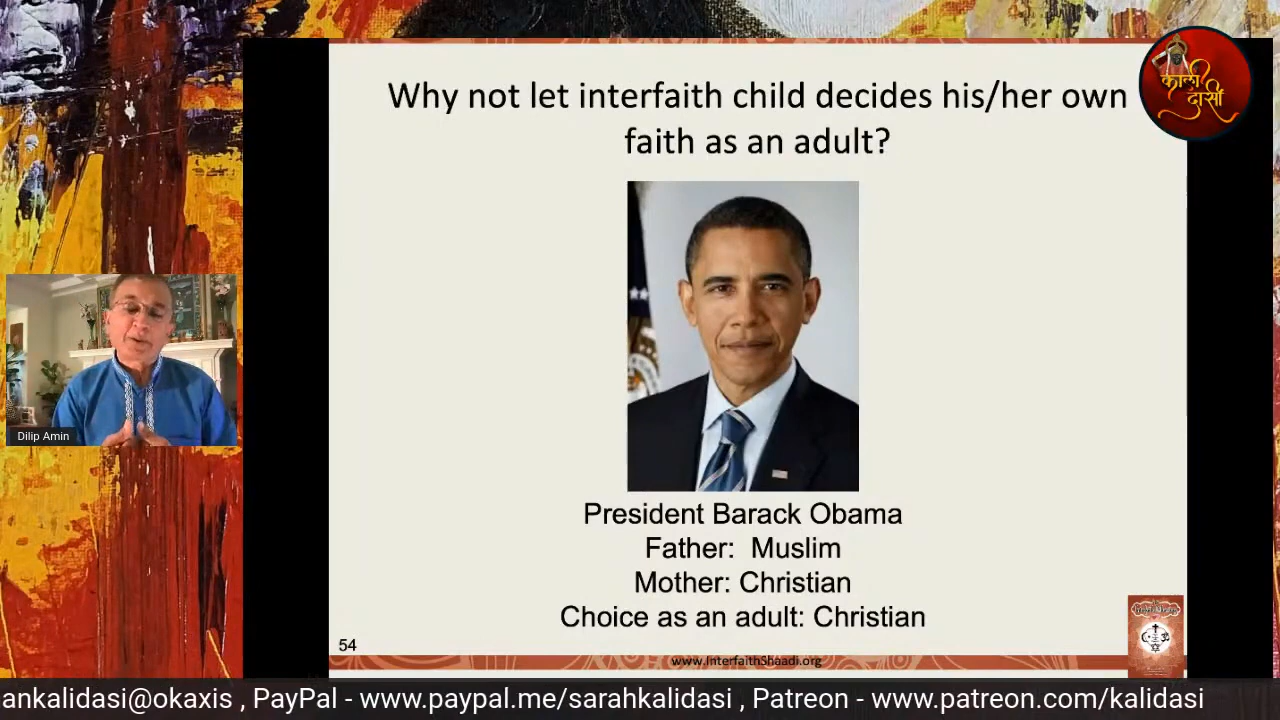 Why not let interfaith child decides his/her own
faith as an adult?
काली
दासी
Dilip Amin
President Barack Obama
Father: Muslim
Mother: Christian
Choice as an adult: Christian
54
www.InterfaithShaadi.org
ankalidasi@okaxis , PayPal - www.paypal.me/sarahkalidasi , Patreon - www.patreon.com/kalidasi